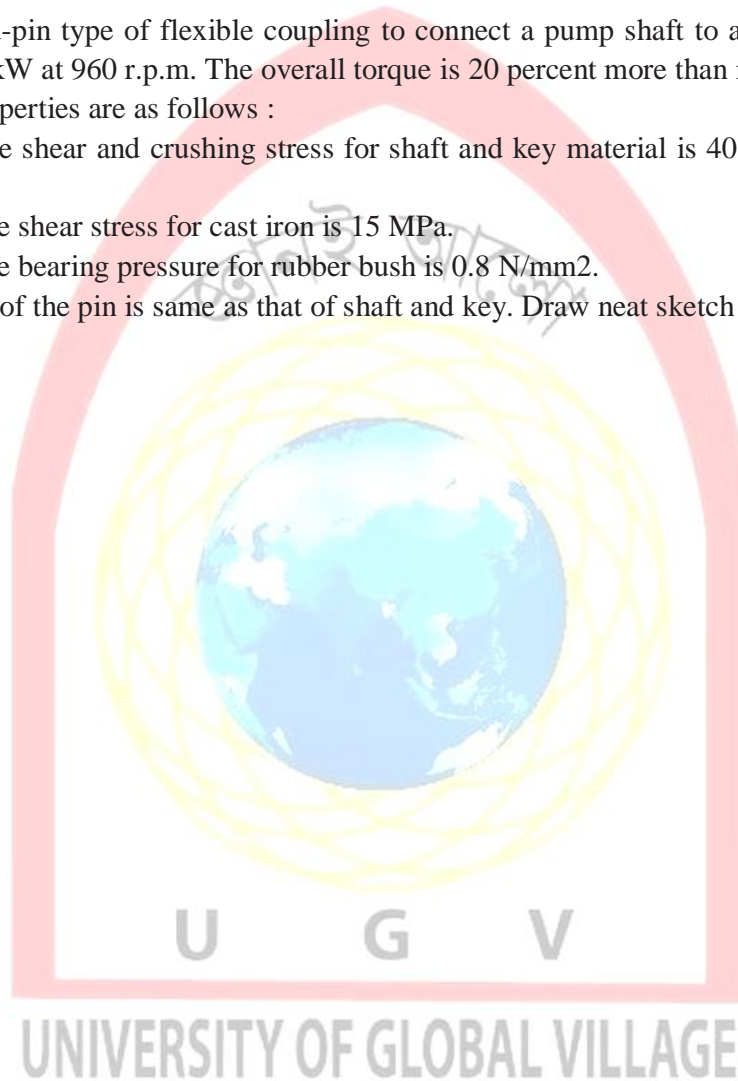 -pin type of flexible coupling to connect a pump shaft to a
kW at 960 r.p.m. The overall torque is 20 percent more than
perties are as follows :
e shear and crushing stress for shaft and key material is 40
e shear stress for cast iron is 15 MPa.
e bearing pressure for rubber bush is 0.8 N/mm2.
of the pin is same as that of shaft and key. Draw neat sketch
U G V
UNIVERSITY OF GLOBAL VILLAGE